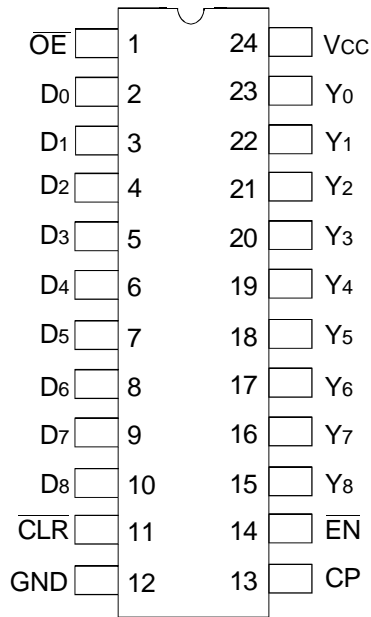 OE 1 24 VCC
D0 2 23 Y0
D1 3 22 Y1
D2 4 21 Y2
D3 5 20 Y3
D4 6 19 Y4
D5 7 18 Y5
D6 8 17 Y6
D7 9 16 Y7
D8 10 15 Y8
CLR 11 14 EN
GND 12 13 CP